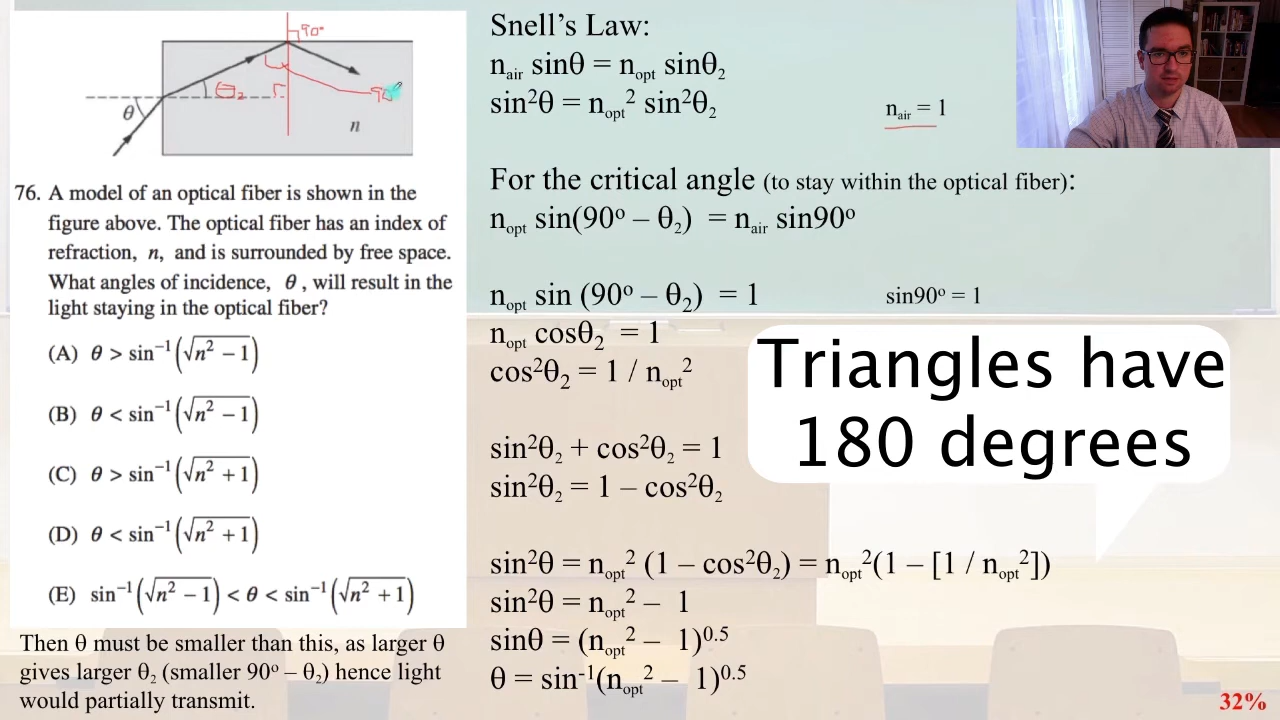 90°
θ₂
θ
n
76. A model of an optical fiber is shown in the
figure above. The optical fiber has an index of
refraction, n, and is surrounded by free space.
What angles of incidence, θ, will result in the
light staying in the optical fiber?
(A) θ > sin⁻¹(√(n² − 1))
(B) θ < sin⁻¹(√(n² − 1))
(C) θ > sin⁻¹(√(n² + 1))
(D) θ < sin⁻¹(√(n² + 1))
(E) sin⁻¹(√(n² − 1)) < θ < sin⁻¹(√(n² + 1))
Then θ must be smaller than this, as larger θ
gives larger θ₂ (smaller 90º – θ₂) hence light
would partially transmit.
Snell’s Law:
n_air sinθ = n_opt sinθ₂
sin²θ = n_opt² sin²θ₂
n_air = 1
For the critical angle (to stay within the optical fiber):
n_opt sin(90º – θ₂) = n_air sin90º
n_opt sin (90º – θ₂) = 1
sin90º = 1
n_opt cosθ₂ = 1
cos²θ₂ = 1 / n_opt²
Triangles have
180 degrees
sin²θ₂ + cos²θ₂ = 1
sin²θ₂ = 1 – cos²θ₂
sin²θ = n_opt² (1 – cos²θ₂) = n_opt²(1 – [1 / n_opt²])
sin²θ = n_opt² – 1
sinθ = (n_opt² – 1)^0.5
θ = sin⁻¹(n_opt² – 1)^0.5
32%